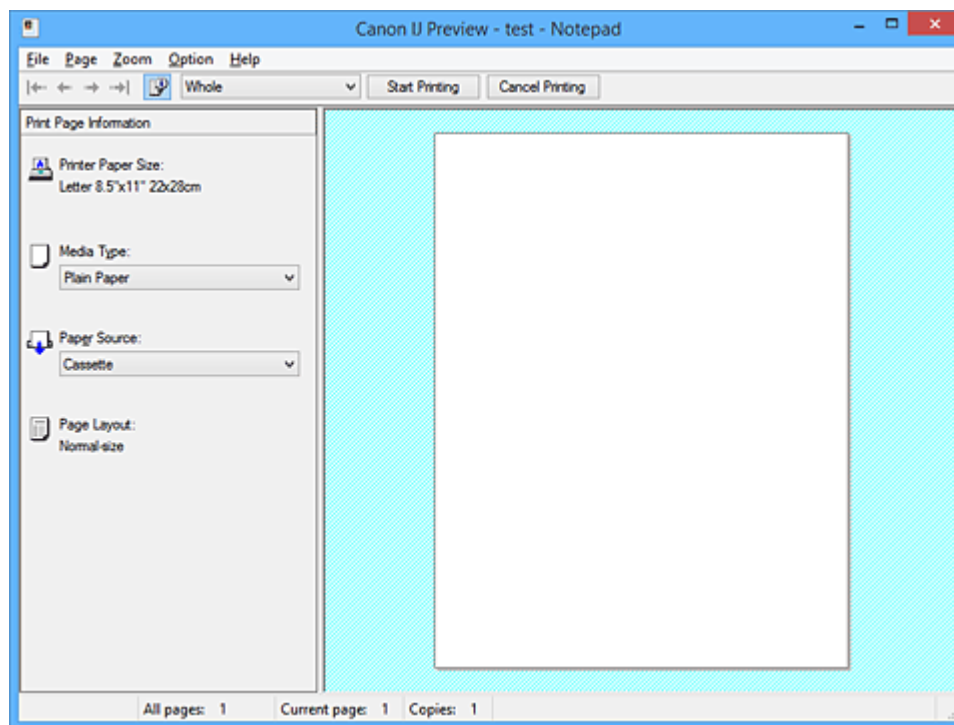 Canon IJ Preview - test - Notepad
File Page Zoom Option Help
Whole Start Printing Cancel Printing
Print Page Information
Printer Paper Size:
Letter 8.5"x11" 22x28cm
Media Type:
Plain Paper
Paper Source:
Cassette
Page Layout:
Normal-size
All pages: 1 Current page: 1 Copies: 1